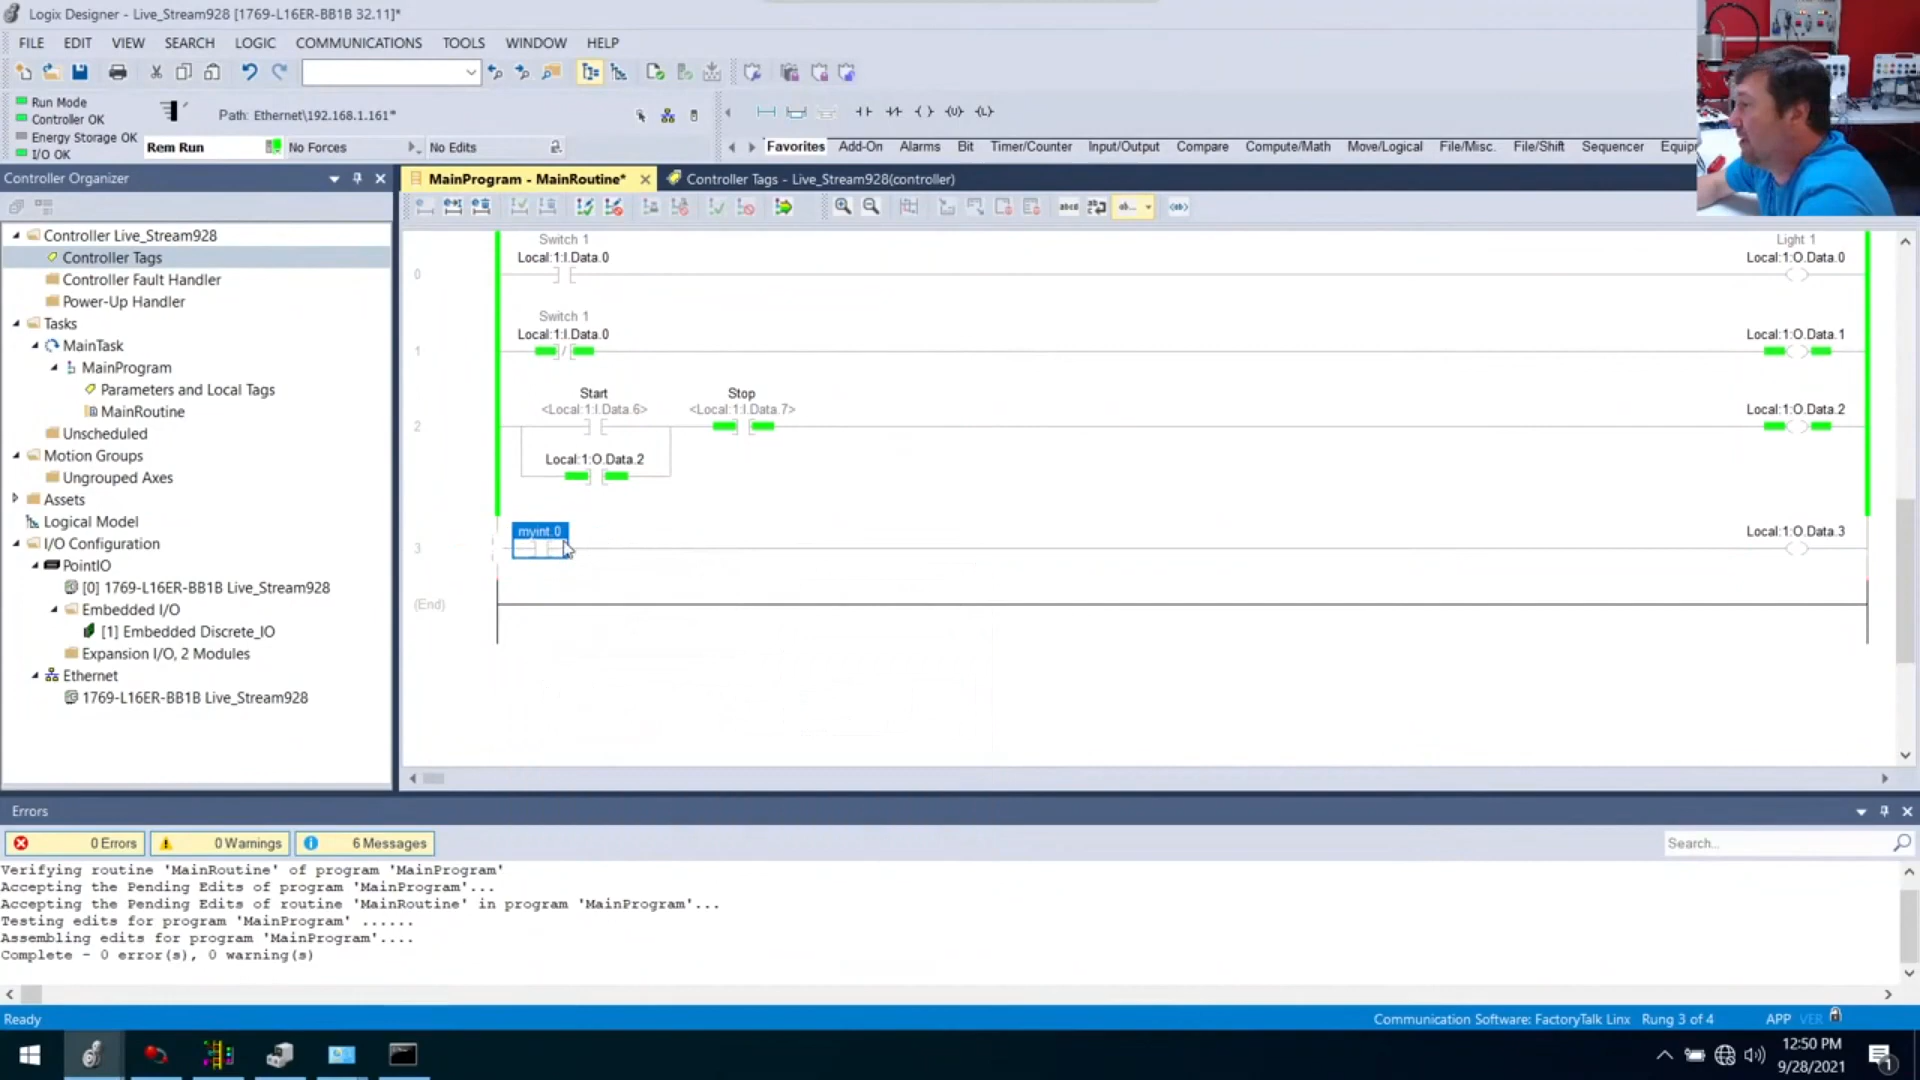 Logix Designer - Live_Stream928 [1769-L16ER-BB1B 32.11]*
FILE EDIT VIEW SEARCH LOGIC COMMUNICATIONS TOOLS WINDOW HELP
Run Mode
Controller OK
Energy Storage OK
I/O OK
Path: Ethernet\192.168.1.161*
Rem Run No Forces No Edits
Favorites Add-On Alarms Bit Timer/Counter Input/Output Compare Compute/Math Move/Logical File/Misc. File/Shift Sequencer Equip
Controller Organizer
MainProgram - MainRoutine*
Controller Tags - Live_Stream928(controller)
Controller Live_Stream928
Controller Tags
Controller Fault Handler
Power-Up Handler
Tasks
MainTask
MainProgram
Parameters and Local Tags
MainRoutine
Unscheduled
Motion Groups
Ungrouped Axes
Assets
Logical Model
I/O Configuration
PointIO
[0] 1769-L16ER-BB1B Live_Stream928
Embedded I/O
[1] Embedded Discrete_IO
Expansion I/O, 2 Modules
Ethernet
1769-L16ER-BB1B Live_Stream928
Switch 1
Local:1:I.Data.0
Light 1
Local:1:O.Data.0
0
Switch 1
Local:1:I.Data.0
Local:1:O.Data.1
1
Start
<Local:1:I.Data.6>
Stop
<Local:1:I.Data.7>
Local:1:O.Data.2
2
Local:1:O.Data.2
myint.0
Local:1:O.Data.3
3
(End)
Errors
0 Errors 0 Warnings 6 Messages
Search...
Verifying routine 'MainRoutine' of program 'MainProgram'
Accepting the Pending Edits of program 'MainProgram'...
Accepting the Pending Edits of routine 'MainRoutine' in program 'MainProgram'...
Testing edits for program 'MainProgram' ......
Assembling edits for program 'MainProgram'....
Complete - 0 error(s), 0 warning(s)
Ready
Communication Software: FactoryTalk Linx Rung 3 of 4 APP VER
12:50 PM
9/28/2021
1